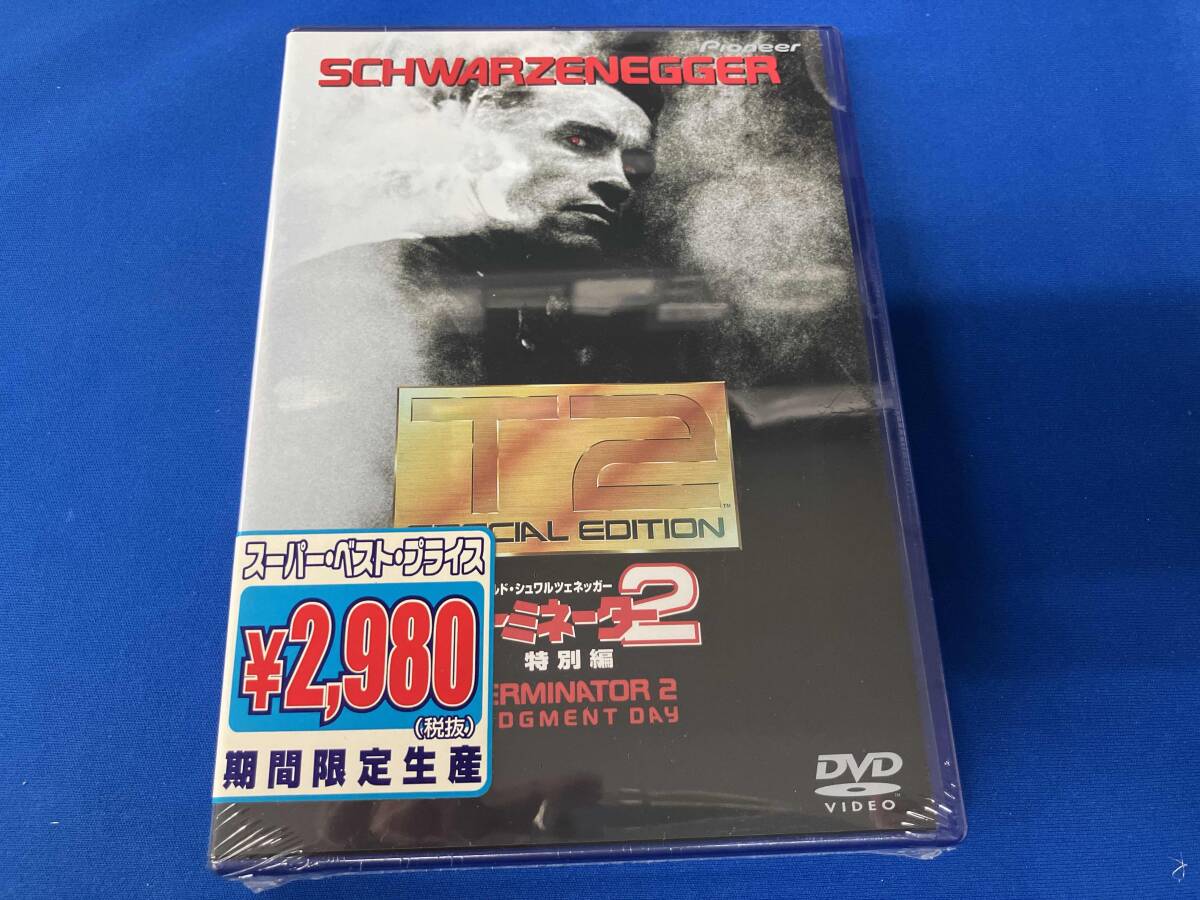 Pioneer
SCHWARZENEGGER
T2
SPECIAL EDITION
スーパー・ベスト・プライス
¥2,980
(税抜)
期間限定生産
ルド・シュワルツェネッガー
ーミネーター2
特別編
ERMINATOR 2
DGMENT DAY
DVD
VIDEO